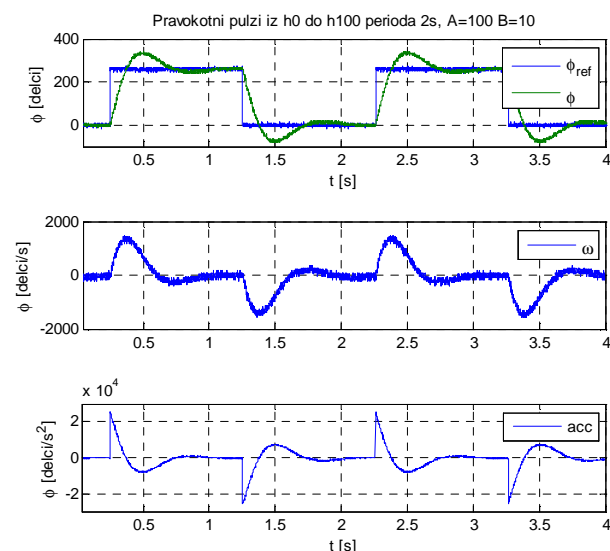 Pravokotni pulzi iz h0 do h100 perioda 2s, A=100 B=10
400
200
0
ϕ [delci]
0.5 1 1.5 2 2.5 3 3.5 4
t [s]
ϕref
ϕ
2000
0
-2000
ϕ [delci/s]
0.5 1 1.5 2 2.5 3 3.5 4
ω
x 10^4
2
0
-2
ϕ [delci/s²]
0.5 1 1.5 2 2.5 3 3.5 4
t [s]
acc